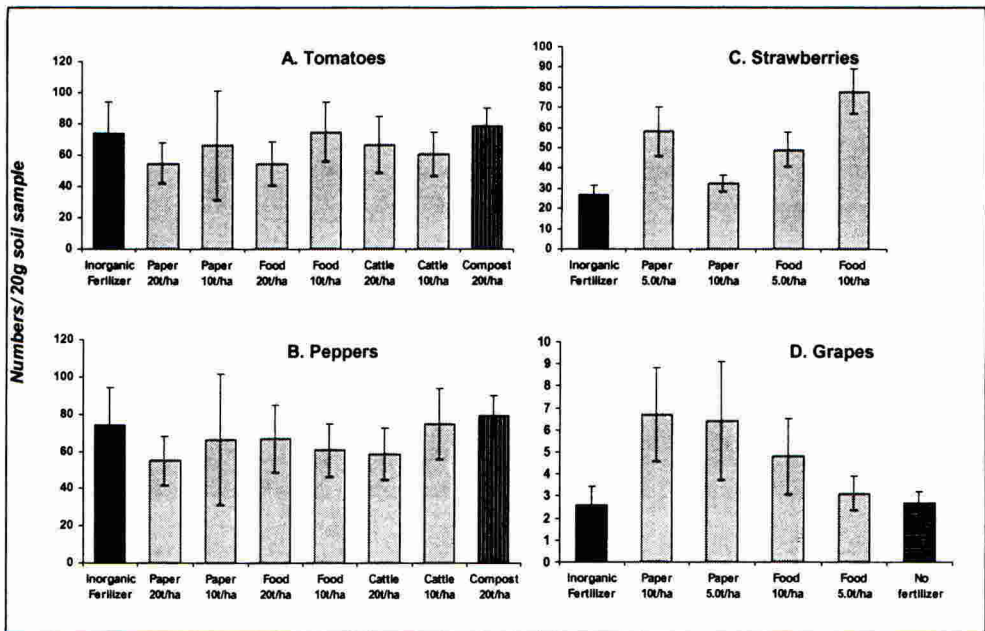 Numbers/20g soil sample
A. Tomatoes
120
100
80
60
40
20
0
Inorganic Paper Paper Food Food Cattle Cattle Compost
Ferilizer 20t/ha 10t/ha 20t/ha 10t/ha 20t/ha 10t/ha 20t/ha
C. Strawberries
100
90
80
70
60
50
40
30
20
10
0
Inorganic Paper Paper Food Food
Fertilizer 5.0t/ha 10t/ha 5.0t/ha 10t/ha
B. Peppers
120
100
80
60
40
20
0
Inorganic Paper Paper Food Food Cattle Cattle Compost
Ferilizer 20t/ha 10t/ha 20t/ha 10t/ha 20t/ha 10t/ha 20t/ha
D. Grapes
10
9
8
7
6
5
4
3
2
1
0
Inorganic Paper Paper Food Food No
Fertilizer 10t/ha 5.0t/ha 10t/ha 5.0t/ha fertilizer